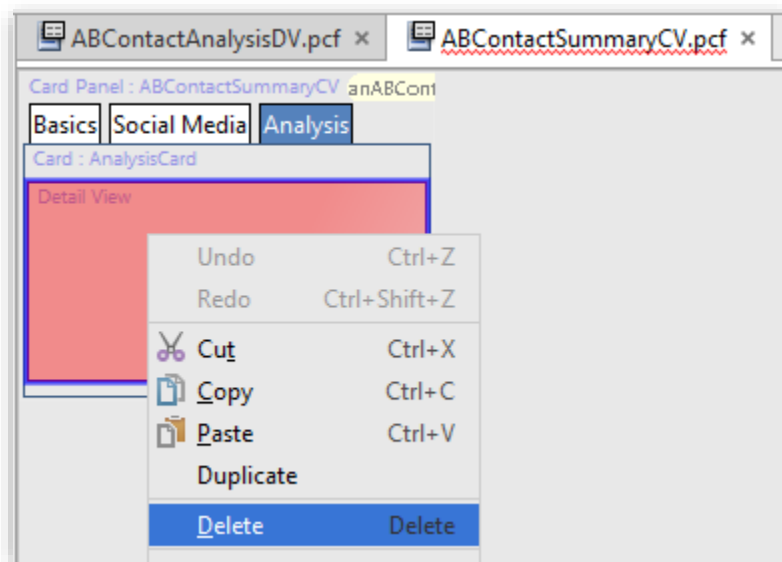 ABContactAnalysisDV.pcf × ABContactSummaryCV.pcf ×
Card Panel : ABContactSummaryCV anABCont
Basics Social Media Analysis
Card : AnalysisCard
Detail View
Undo Ctrl+Z
Redo Ctrl+Shift+Z
Cut Ctrl+X
Copy Ctrl+C
Paste Ctrl+V
Duplicate
Delete Delete